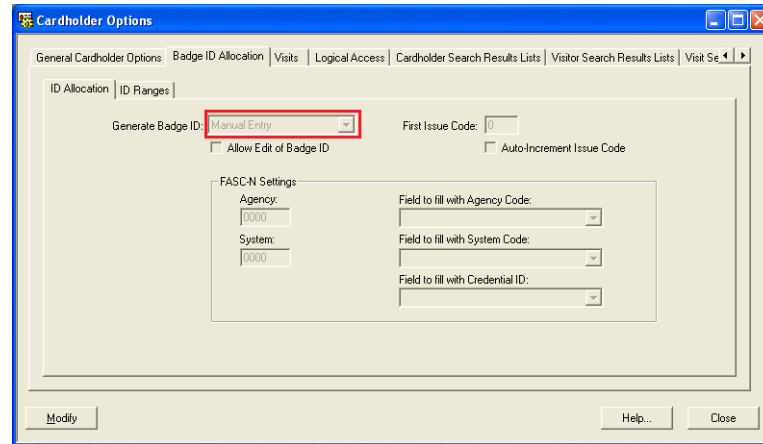 Cardholder Options
General Cardholder Options Badge ID Allocation Visits Logical Access Cardholder Search Results Lists Visitor Search Results Lists Visit Se
ID Allocation ID Ranges
Generate Badge ID: Manual Entry First Issue Code: 0
Allow Edit of Badge ID Auto-Increment Issue Code
FASC-N Settings
Agency: Field to fill with Agency Code:
0000
System: Field to fill with System Code:
0000
Field to fill with Credential ID:
Modify Help... Close